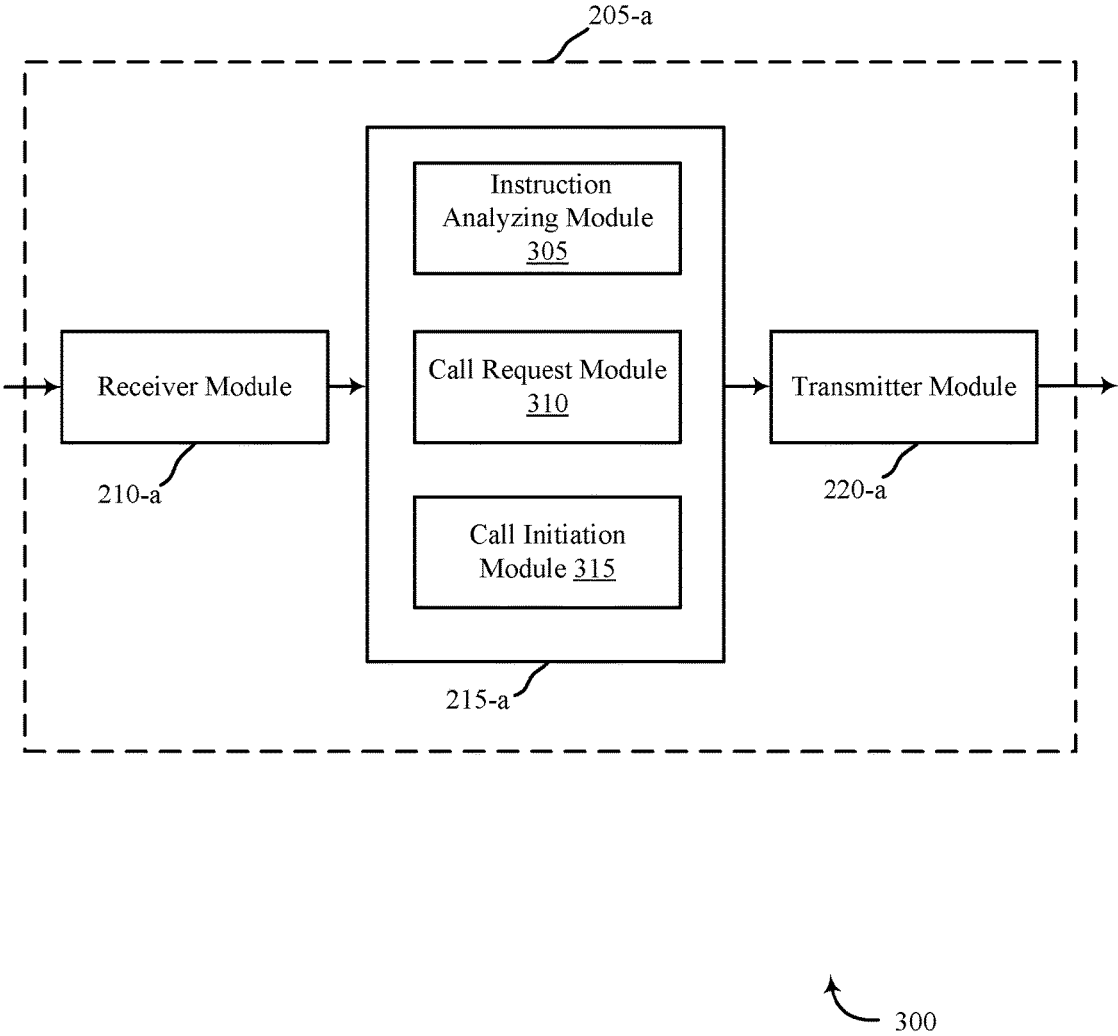 205-a
Instruction
Analyzing Module
305
Receiver Module
Call Request Module
310
Transmitter Module
210-a
220-a
Call Initiation
Module 315
215-a
300